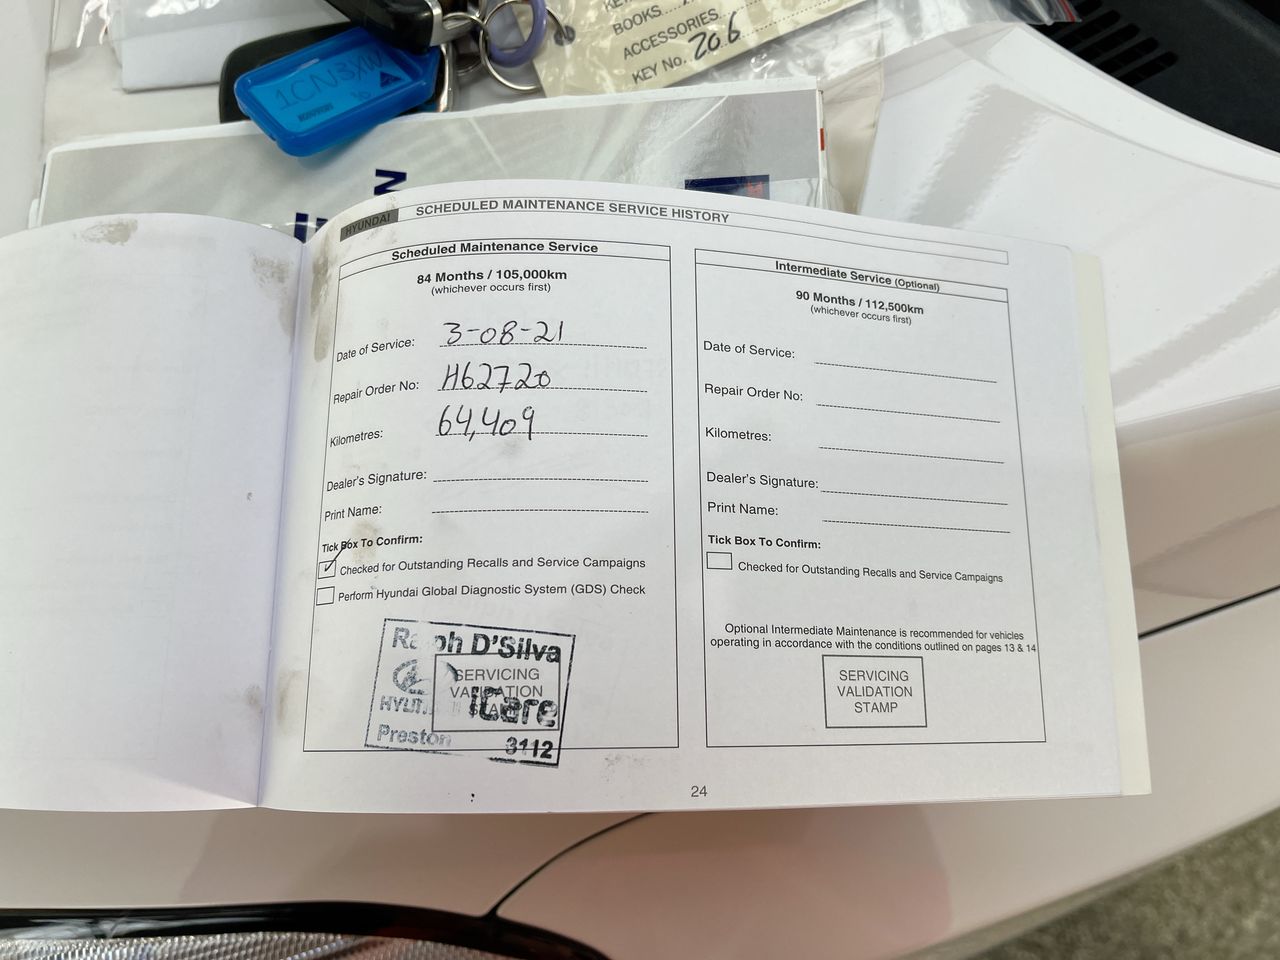 BOOKS
ACCESSORIES
KEY No. 206
1CN3XW
HYUNDAI
SCHEDULED MAINTENANCE SERVICE HISTORY
Scheduled Maintenance Service
84 Months / 105,000km
(whichever occurs first)
Date of Service: 3-08-21
Repair Order No: H62720
Kilometres: 64,409
Dealer's Signature:
Print Name:
Tick Box To Confirm:
Checked for Outstanding Recalls and Service Campaigns
Perform Hyundai Global Diagnostic System (GDS) Check
Ralph D'Silva
SERVICING
VALIDATION
STAMP
iCare
HYUNDAI
Preston 3112
Intermediate Service (Optional)
90 Months / 112,500km
(whichever occurs first)
Date of Service:
Repair Order No:
Kilometres:
Dealer's Signature:
Print Name:
Tick Box To Confirm:
Checked for Outstanding Recalls and Service Campaigns
Optional Intermediate Maintenance is recommended for vehicles
operating in accordance with the conditions outlined on pages 13 & 14
SERVICING
VALIDATION
STAMP
24